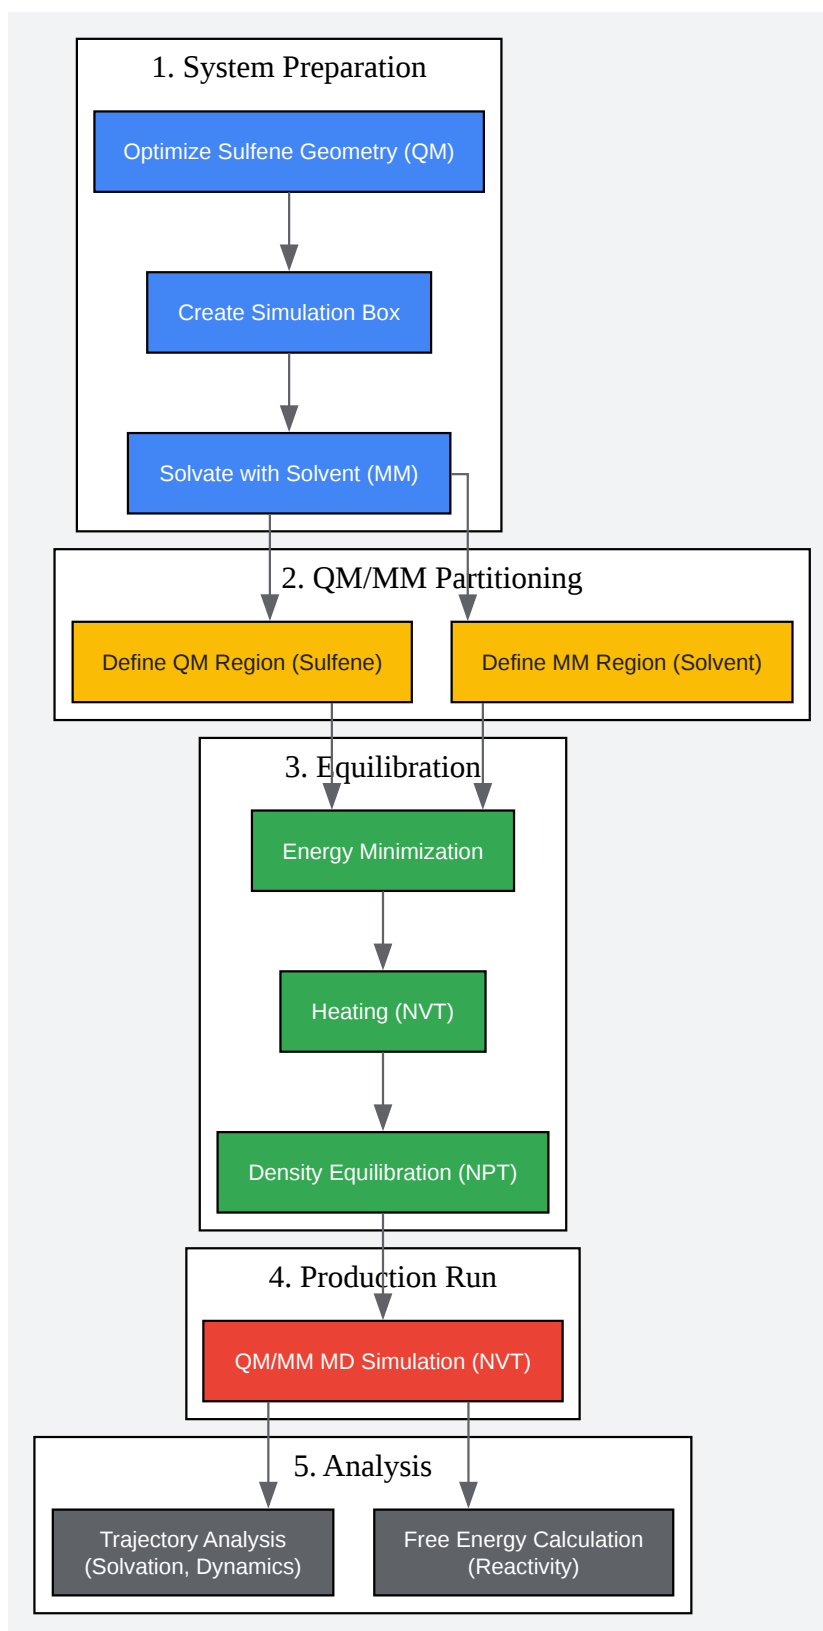 1. System Preparation
Optimize Sulfene Geometry (QM)
Create Simulation Box
Solvate with Solvent (MM)
2. QM/MM Partitioning
Define QM Region (Sulfene)
Define MM Region (Solvent)
3. Equilibration
Energy Minimization
Heating (NVT)
Density Equilibration (NPT)
4. Production Run
QM/MM MD Simulation (NVT)
5. Analysis
Trajectory Analysis
(Solvation, Dynamics)
Free Energy Calculation
(Reactivity)